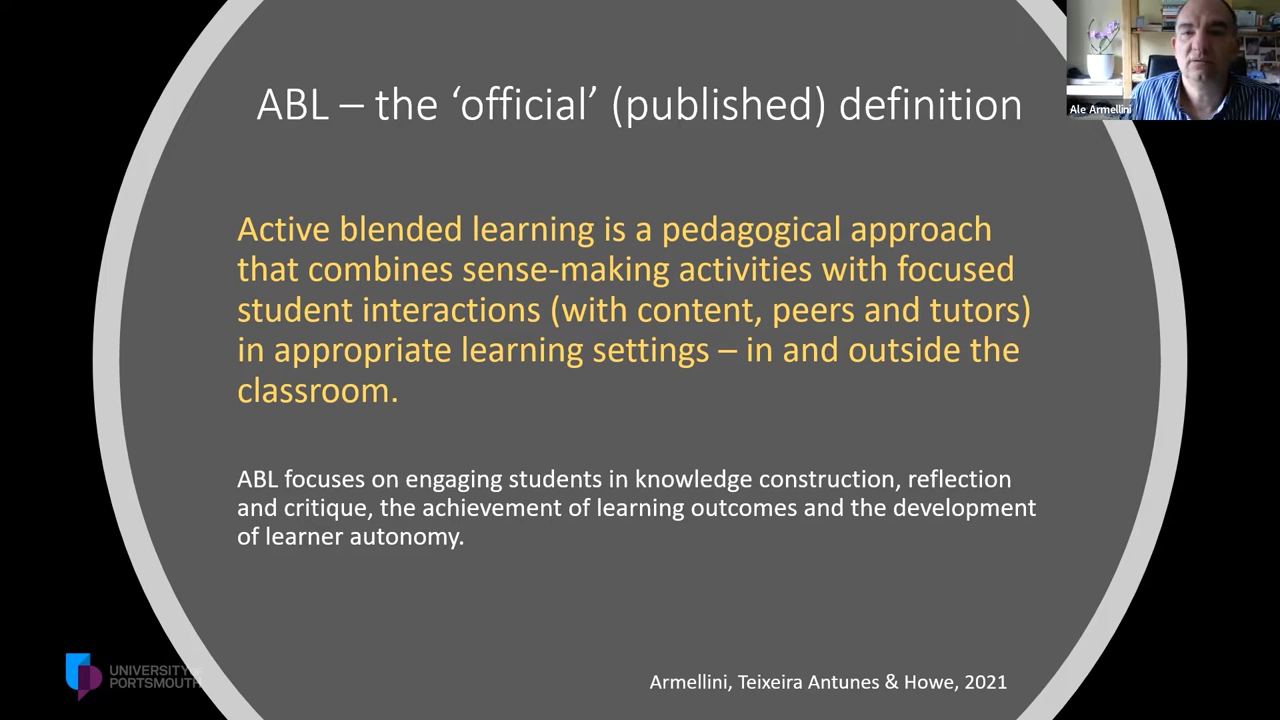 ABL – the ‘official’ (published) definition
Ale Armellini
Active blended learning is a pedagogical approach
that combines sense-making activities with focused
student interactions (with content, peers and tutors)
in appropriate learning settings – in and outside the
classroom.
ABL focuses on engaging students in knowledge construction, reflection
and critique, the achievement of learning outcomes and the development
of learner autonomy.
UNIVERSITY OF
PORTSMOUTH
Armellini, Teixeira Antunes & Howe, 2021